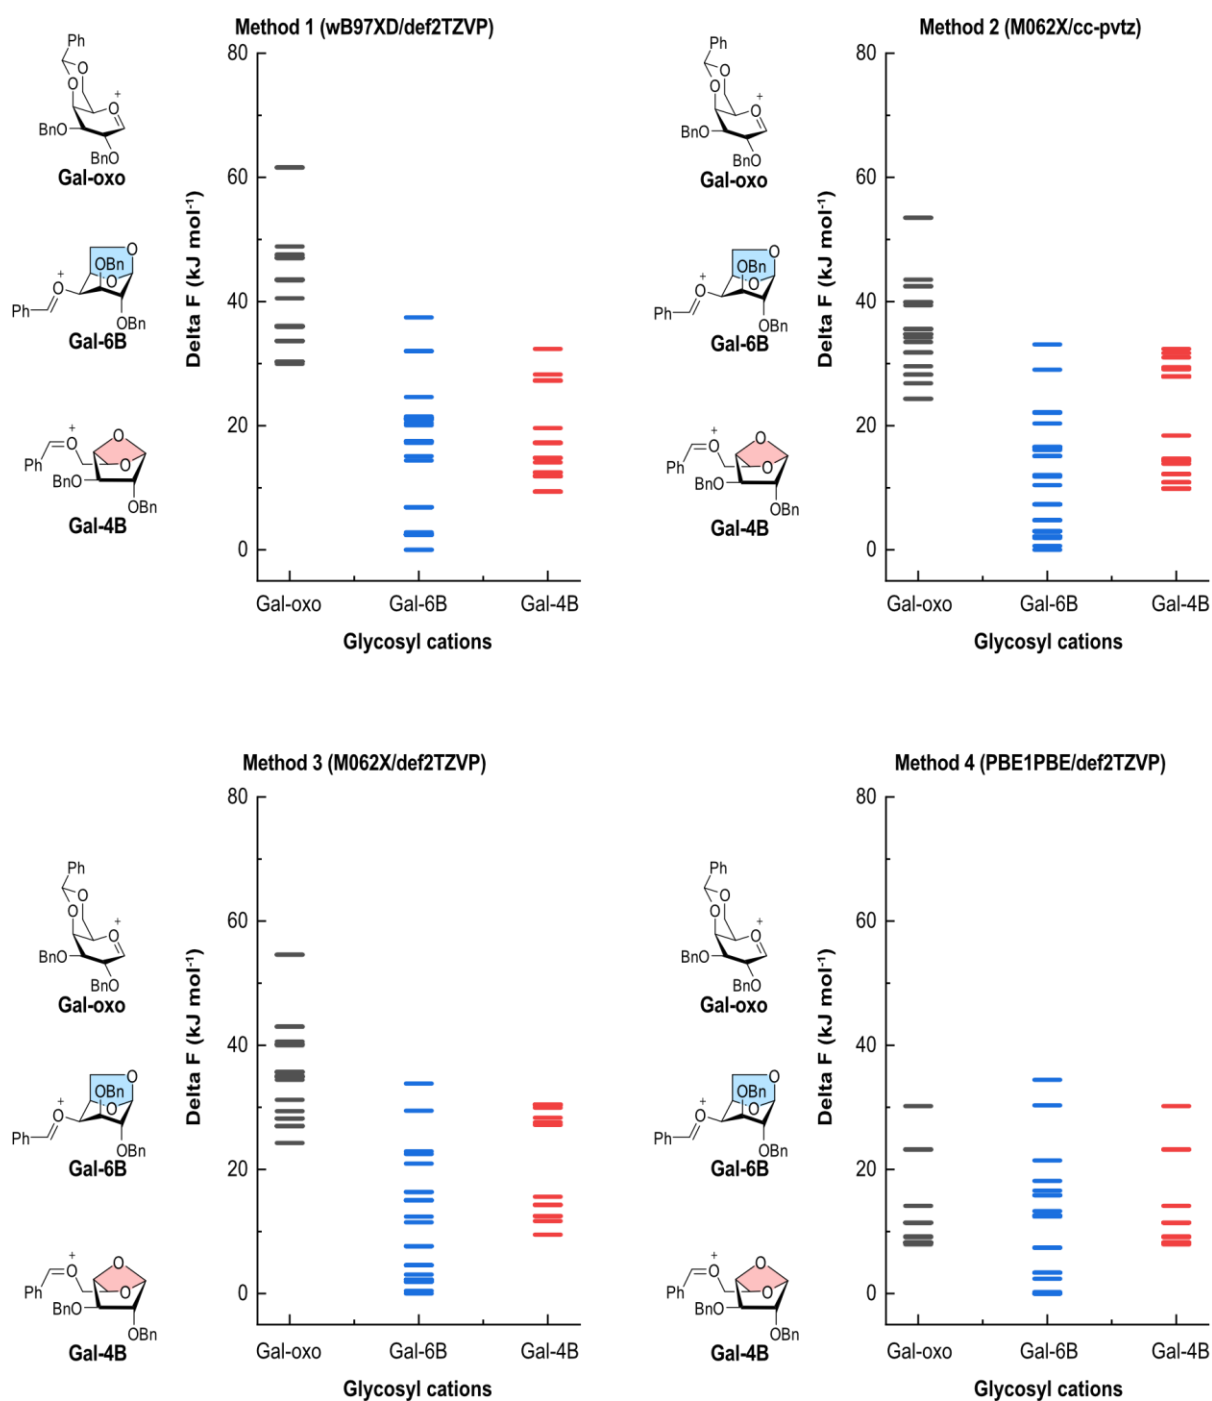 Method 1 (wB97XD/def2TZVP)
Ph
O
O
+
O
BnO
BnO
Gal-oxo
O
OBn
+
O
O
Ph
OBn
Gal-6B
+
O
O
Ph
O
BnO
OBn
Gal-4B
Delta F (kJ mol-1)
80
60
40
20
0
Gal-oxo Gal-6B Gal-4B
Glycosyl cations
Method 2 (M062X/cc-pvtz)
Ph
O
O
+
O
BnO
BnO
Gal-oxo
O
OBn
+
O
O
Ph
OBn
Gal-6B
+
O
O
Ph
O
BnO
OBn
Gal-4B
Delta F (kJ mol-1)
80
60
40
20
0
Gal-oxo Gal-6B Gal-4B
Glycosyl cations
Method 3 (M062X/def2TZVP)
Ph
O
O
+
O
BnO
BnO
Gal-oxo
O
OBn
+
O
O
Ph
OBn
Gal-6B
+
O
O
Ph
O
BnO
OBn
Gal-4B
Delta F (kJ mol-1)
80
60
40
20
0
Gal-oxo Gal-6B Gal-4B
Glycosyl cations
Method 4 (PBE1PBE/def2TZVP)
Ph
O
O
+
O
BnO
BnO
Gal-oxo
O
OBn
+
O
O
Ph
OBn
Gal-6B
+
O
O
Ph
O
BnO
OBn
Gal-4B
Delta F (kJ mol-1)
80
60
40
20
0
Gal-oxo Gal-6B Gal-4B
Glycosyl cations